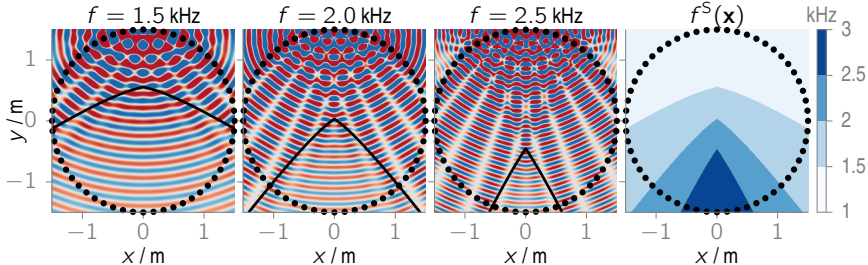 f = 1.5 kHz f = 2.0 kHz f = 2.5 kHz fS(x) kHz
1 3
2.5
y / m 0 2
1.5
−1 1
−1 0 1 −1 0 1 −1 0 1 −1 0 1
x / m x / m x / m x / m